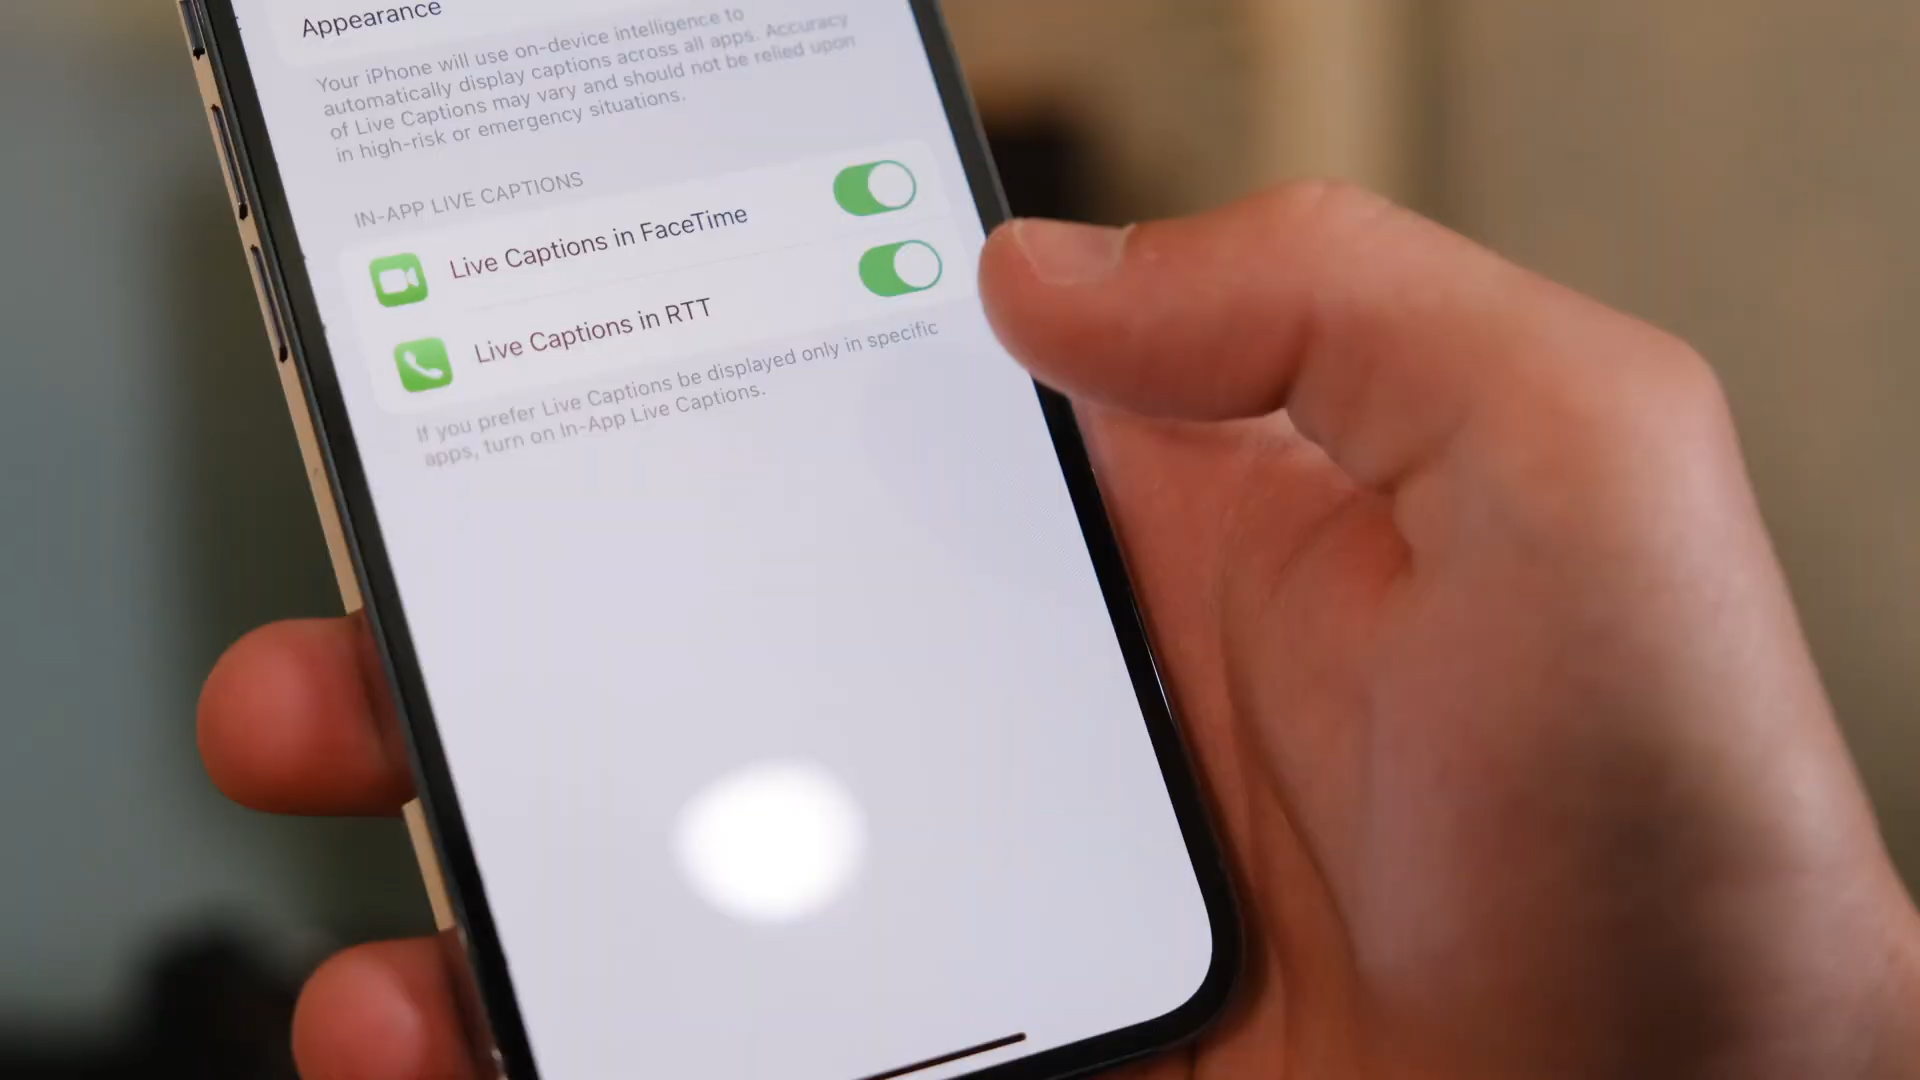 Appearance
Your iPhone will use on-device intelligence to
automatically display captions across all apps. Accuracy
of Live Captions may vary and should not be relied upon
in high-risk or emergency situations.
IN-APP LIVE CAPTIONS
Live Captions in FaceTime
Live Captions in RTT
If you prefer Live Captions be displayed only in specific
apps, turn on In-App Live Captions.